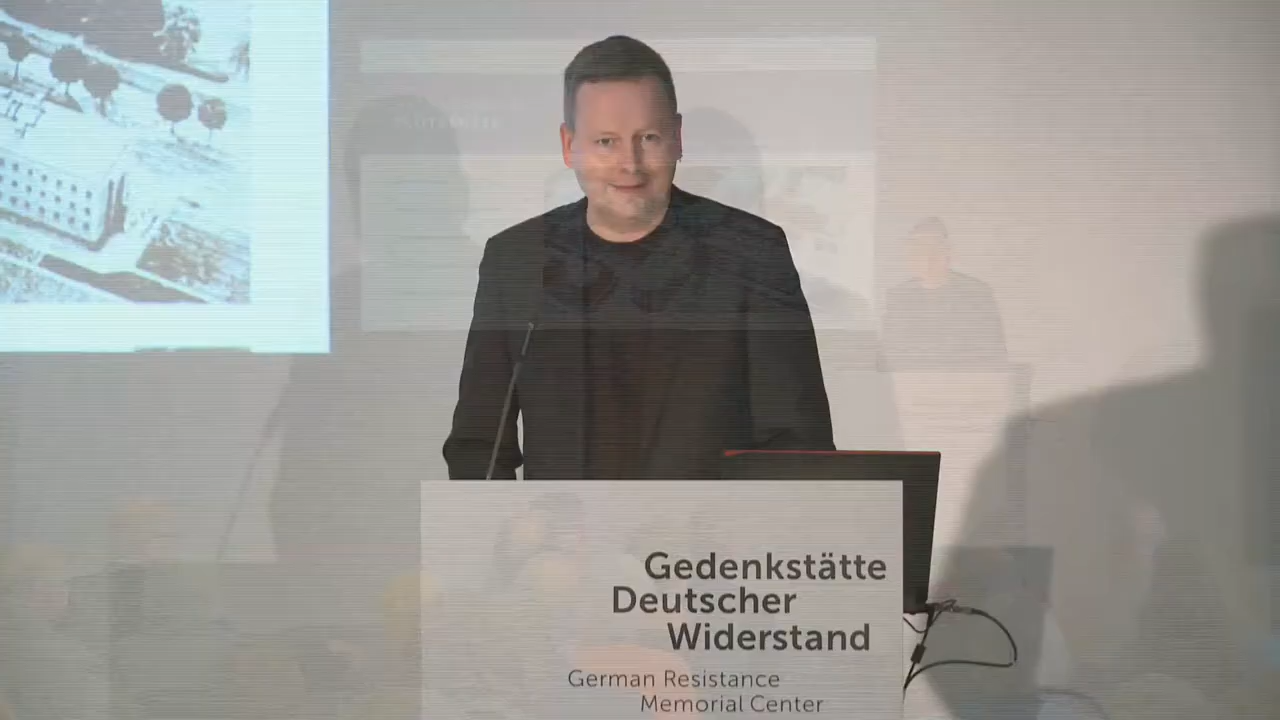 Gedenkstätte
Deutscher
Widerstand
German Resistance
Memorial Center